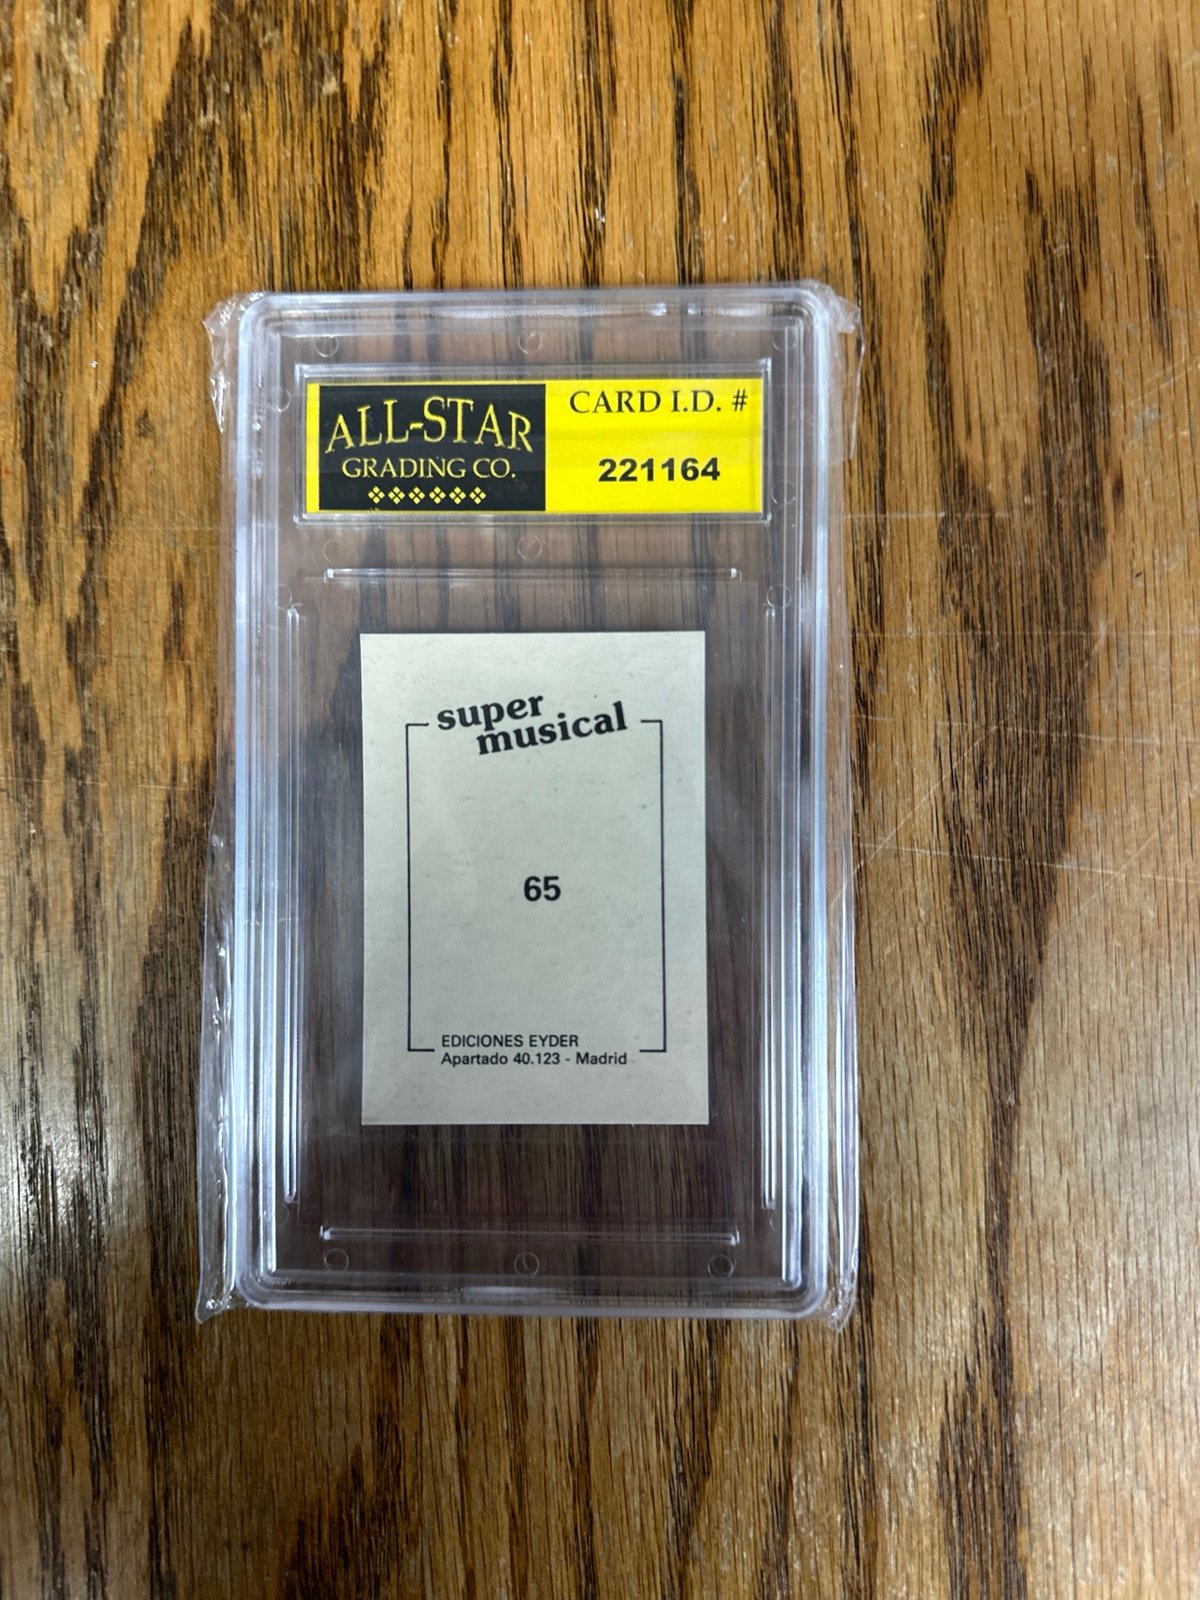 ALL-STAR
GRADING CO.
CARD I.D. #
221164
super
musical
65
EDICIONES EYDER
Apartado 40.123 - Madrid